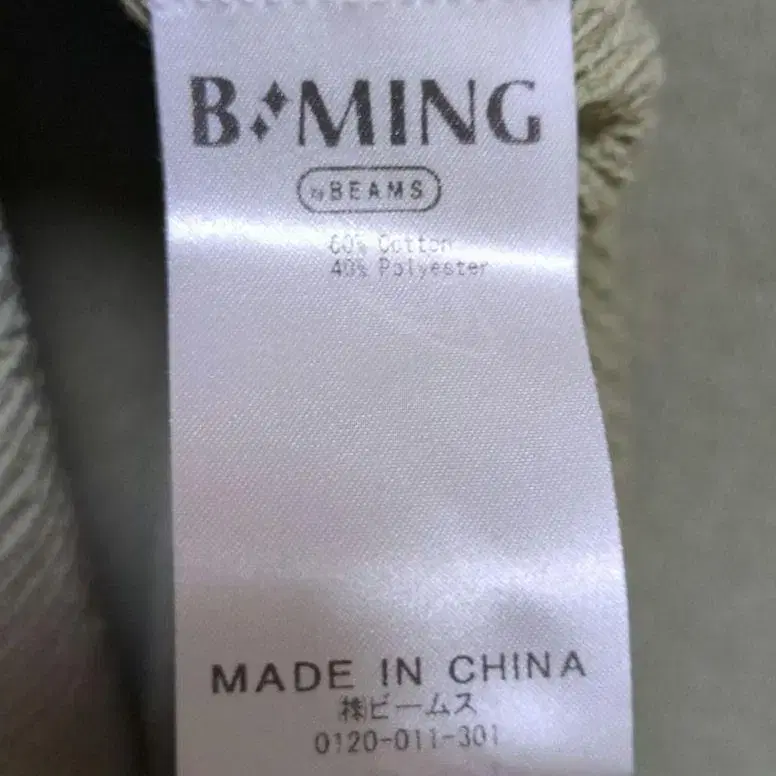 B:MING
by BEAMS
60% Cotton
40% Polyester
MADE IN CHINA
㈱ビームス
0120-011-301